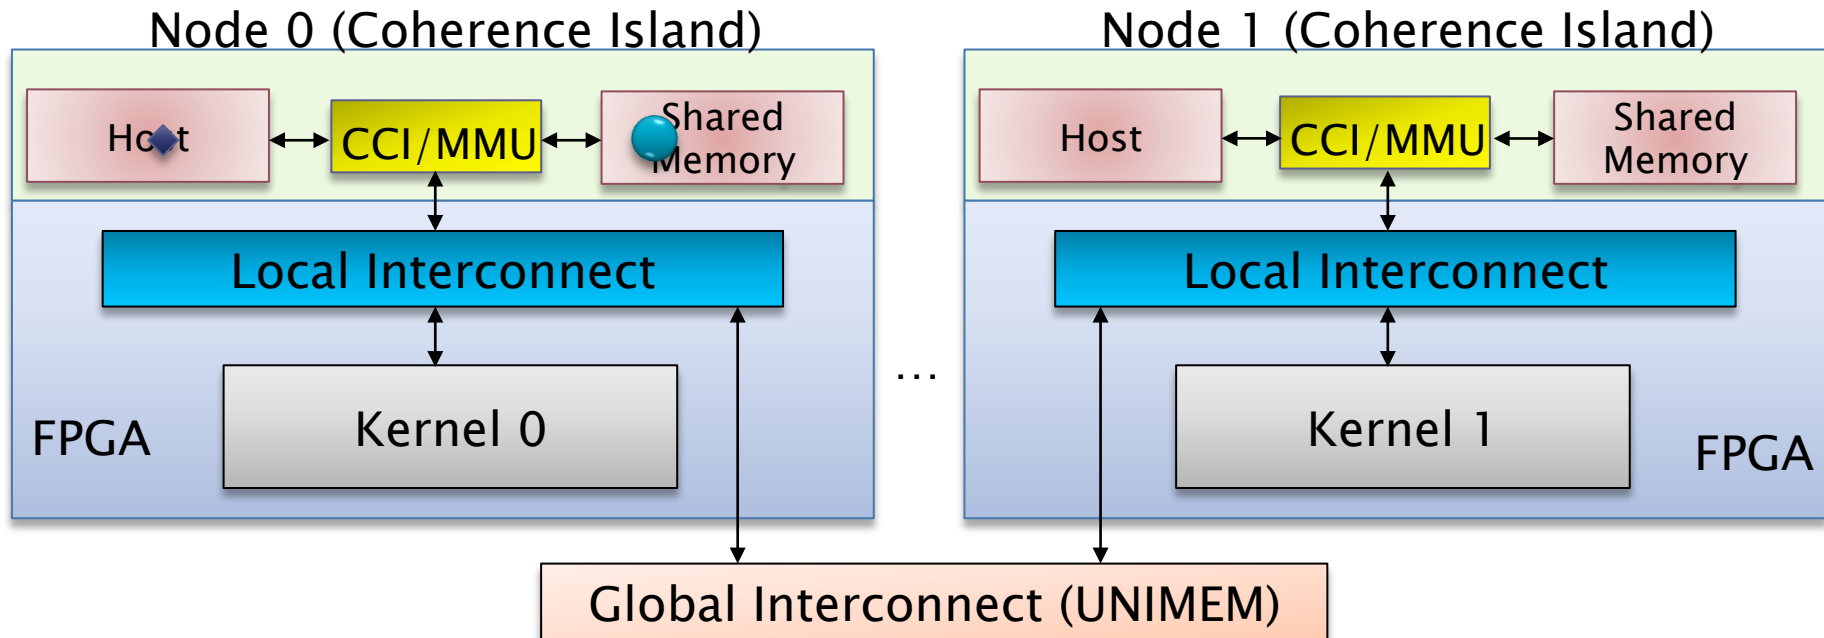 Node 0 (Coherence Island)
Node 1 (Coherence Island)
Host
CCI/MMU
Shared
Memory
Host
CCI/MMU
Shared
Memory
Local Interconnect
Local Interconnect
Kernel 0
...
Kernel 1
FPGA
FPGA
Global Interconnect (UNIMEM)